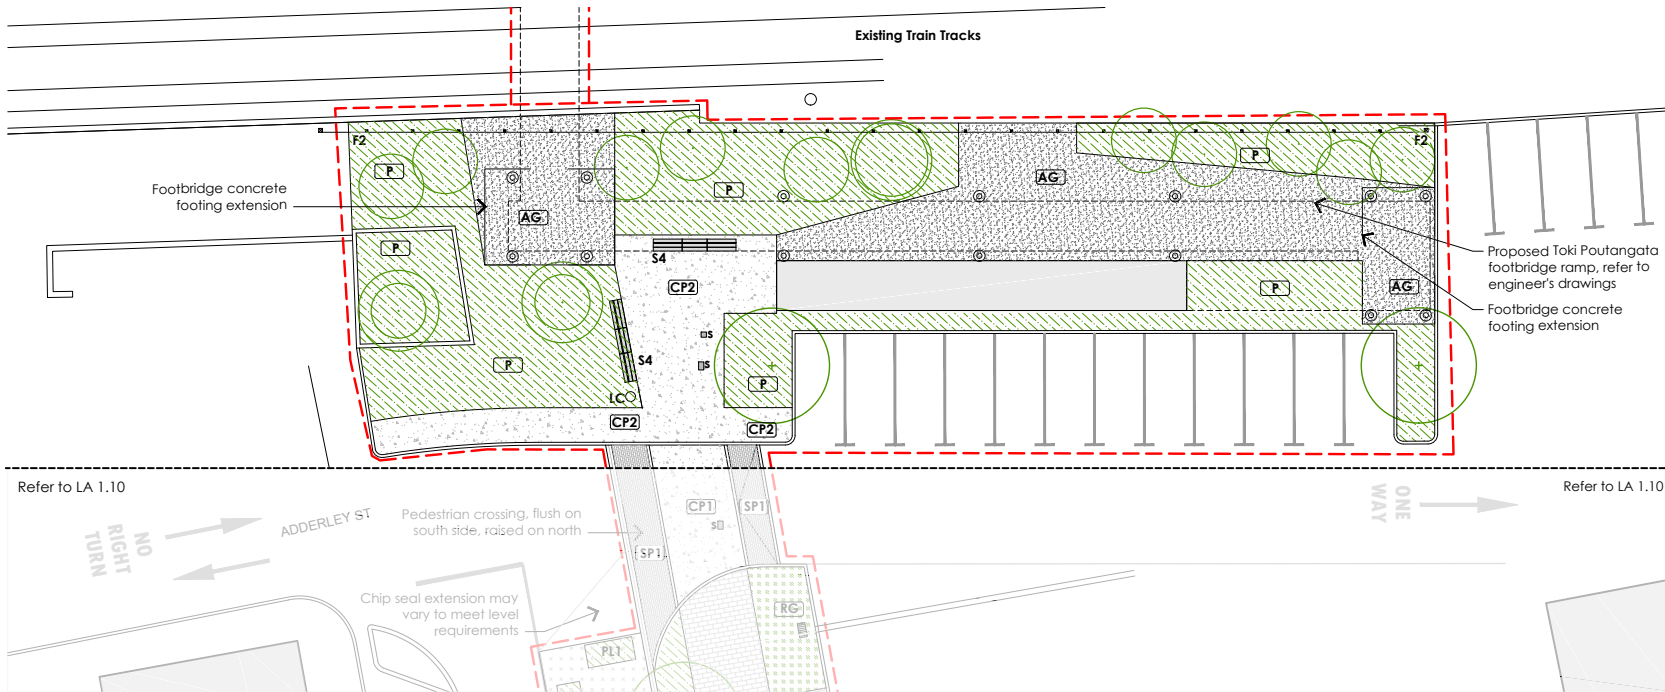 Existing Train Tracks
F2
F2
P
P
P
AG
AG
Footbridge concrete
footing extension
AG
P
S4
CP2
P
AG
Proposed Toki Poutangata
footbridge ramp, refer to
engineer's drawings
Footbridge concrete
footing extension
S
S
S4
P
P
LC
CP2
CP2
Refer to LA 1.10
Refer to LA 1.10
NO
RIGHT
TURN
ADDERLEY ST
Pedestrian crossing, flush on
south side, raised on north
CP1
SP1
S
SP1
ONE
WAY
Chip seal extension may
vary to meet level
requirements
RG
PL1